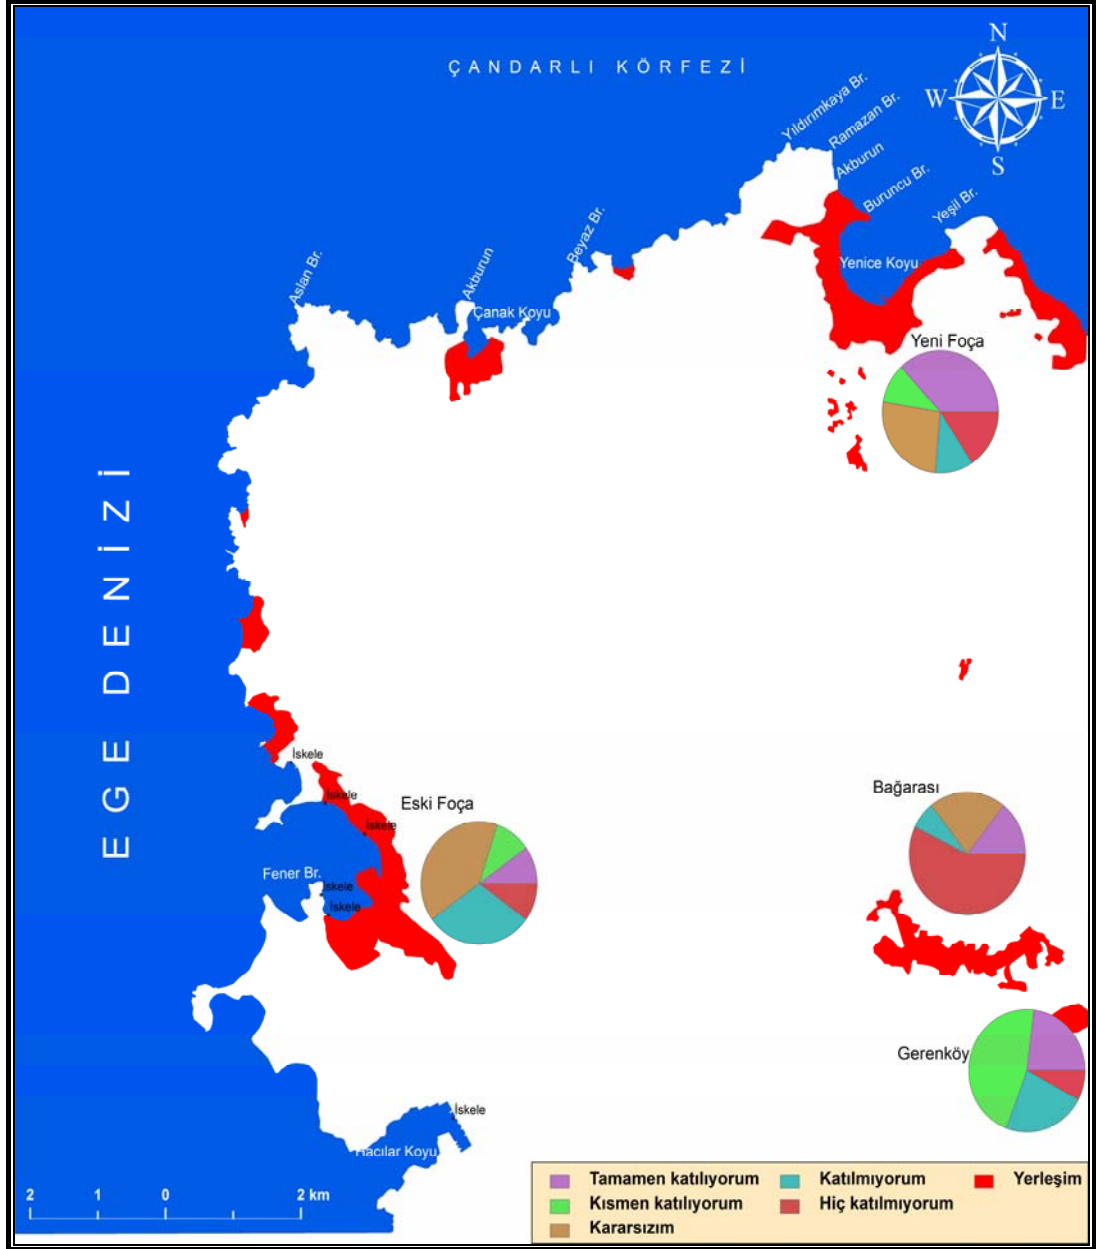 ÇANDARLI KÖRFEZİ
N
W
E
S
Yıldırımkaya Br.
Ramazan Br.
Akburun
Buruncu Br.
Yeşil Br.
Beyaz Br.
Aslan Br.
Akburun
Çanak Koyu
Yenice Koyu
Yeni Foça
EGE DENİZİ
İskele
İskele
İskele
Eski Foça
Bağarası
Fener Br.
İskele
İskele
Gerenköy
İskele
Hacılar Koyu
2 1 0 2 km
Tamamen katılıyorum
Katılmıyorum
Yerleşim
Kısmen katılıyorum
Hiç katılmıyorum
Kararsızım